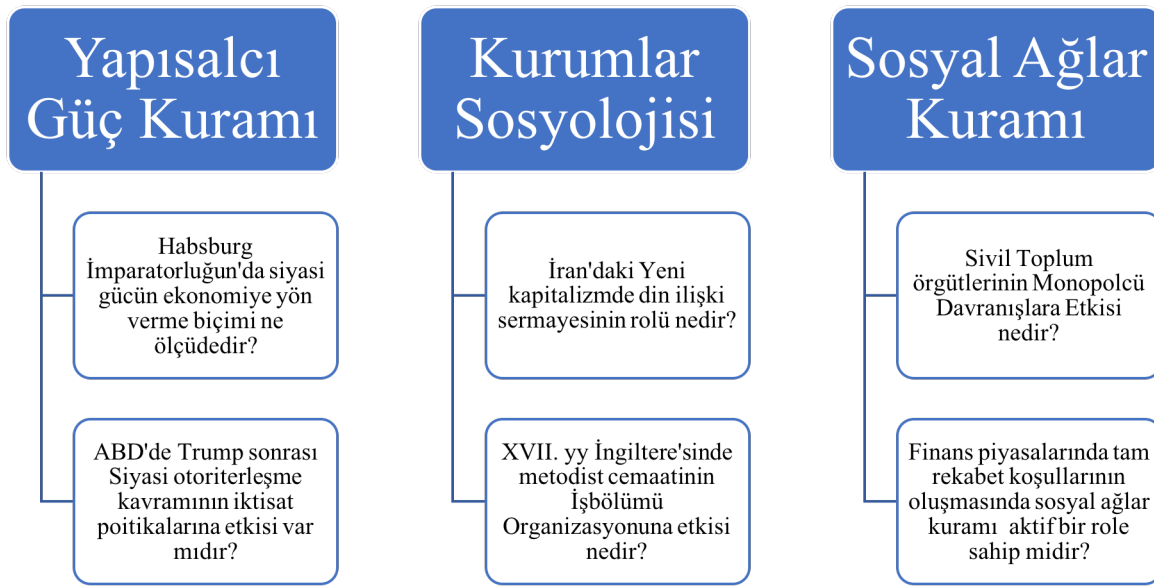 Yapısalcı
Güç Kuramı
Habsburg
İmparatorluğun'da siyasi
gücün ekonomiye yön
verme biçimi ne
ölçüdedir?
ABD'de Trump sonrası
Siyasi otoriterleşme
kavramının iktisat
poitikalarına etkisi var
mıdır?
Kurumlar
Sosyolojisi
İran'daki Yeni
kapitalizmde din ilişki
sermayesinin rolü nedir?
XVII. yy İngiltere'sinde
metodist cemaatinin
İşbölümü
Organizasyonuna etkisi
nedir?
Sosyal Ağlar
Kuramı
Sivil Toplum
örgütlerinin Monopolcü
Davranışlara Etkisi
nedir?
Finans piyasalarında tam
rekabet koşullarının
oluşmasında sosyal ağlar
kuramı aktif bir role
sahip midir?